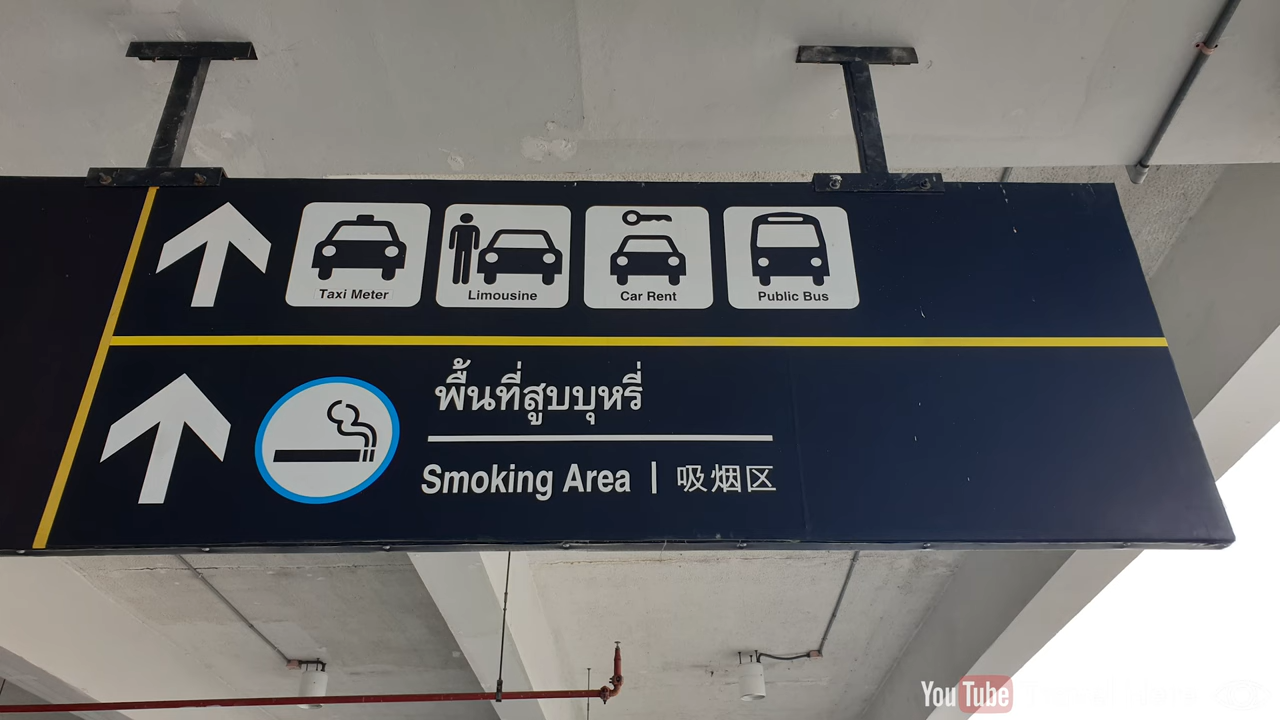 Taxi Meter
Limousine
Car Rent
Public Bus
พื้นที่สูบบุหรี่
Smoking Area | 吸烟区
YouTube